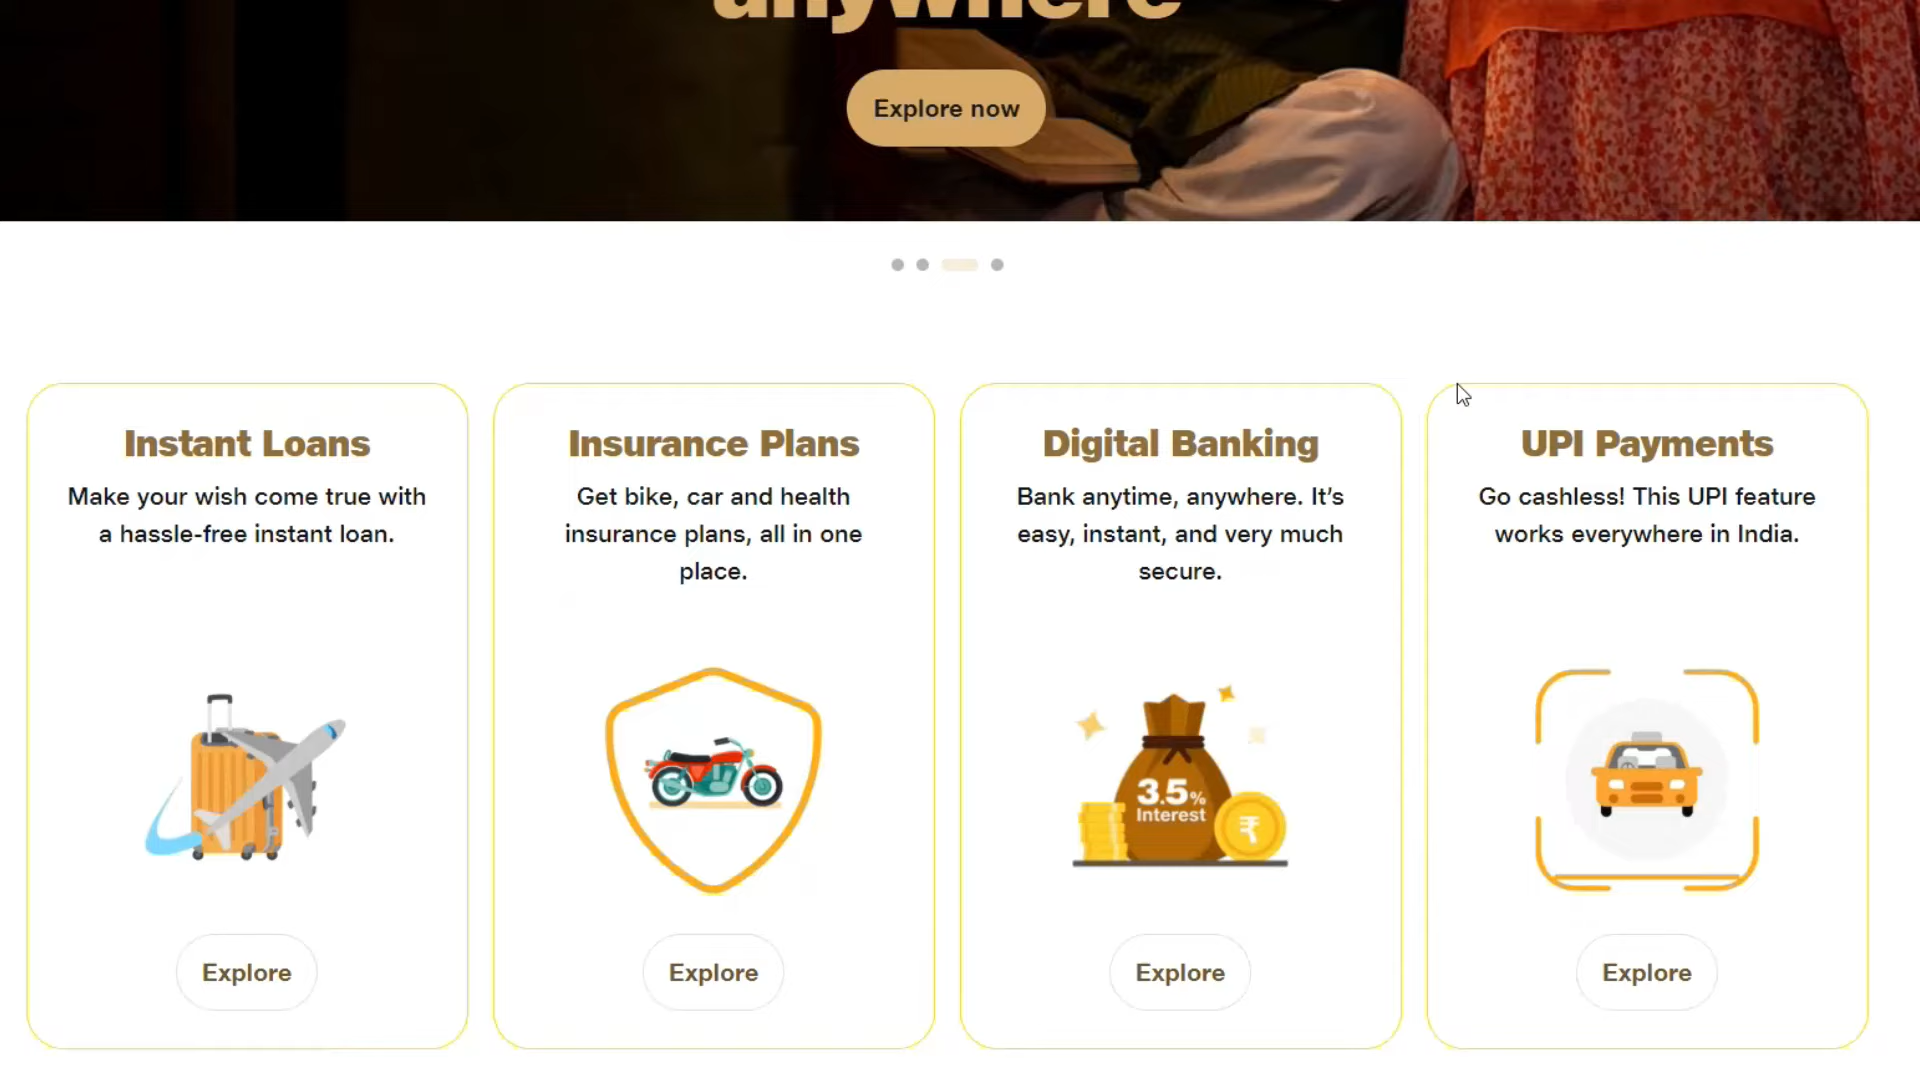 anywhere
Explore now
Instant Loans
Make your wish come true with
a hassle-free instant loan.
Explore
Insurance Plans
Get bike, car and health
insurance plans, all in one
place.
Explore
Digital Banking
Bank anytime, anywhere. It’s
easy, instant, and very much
secure.
3.5%
Interest
₹
Explore
UPI Payments
Go cashless! This UPI feature
works everywhere in India.
Explore